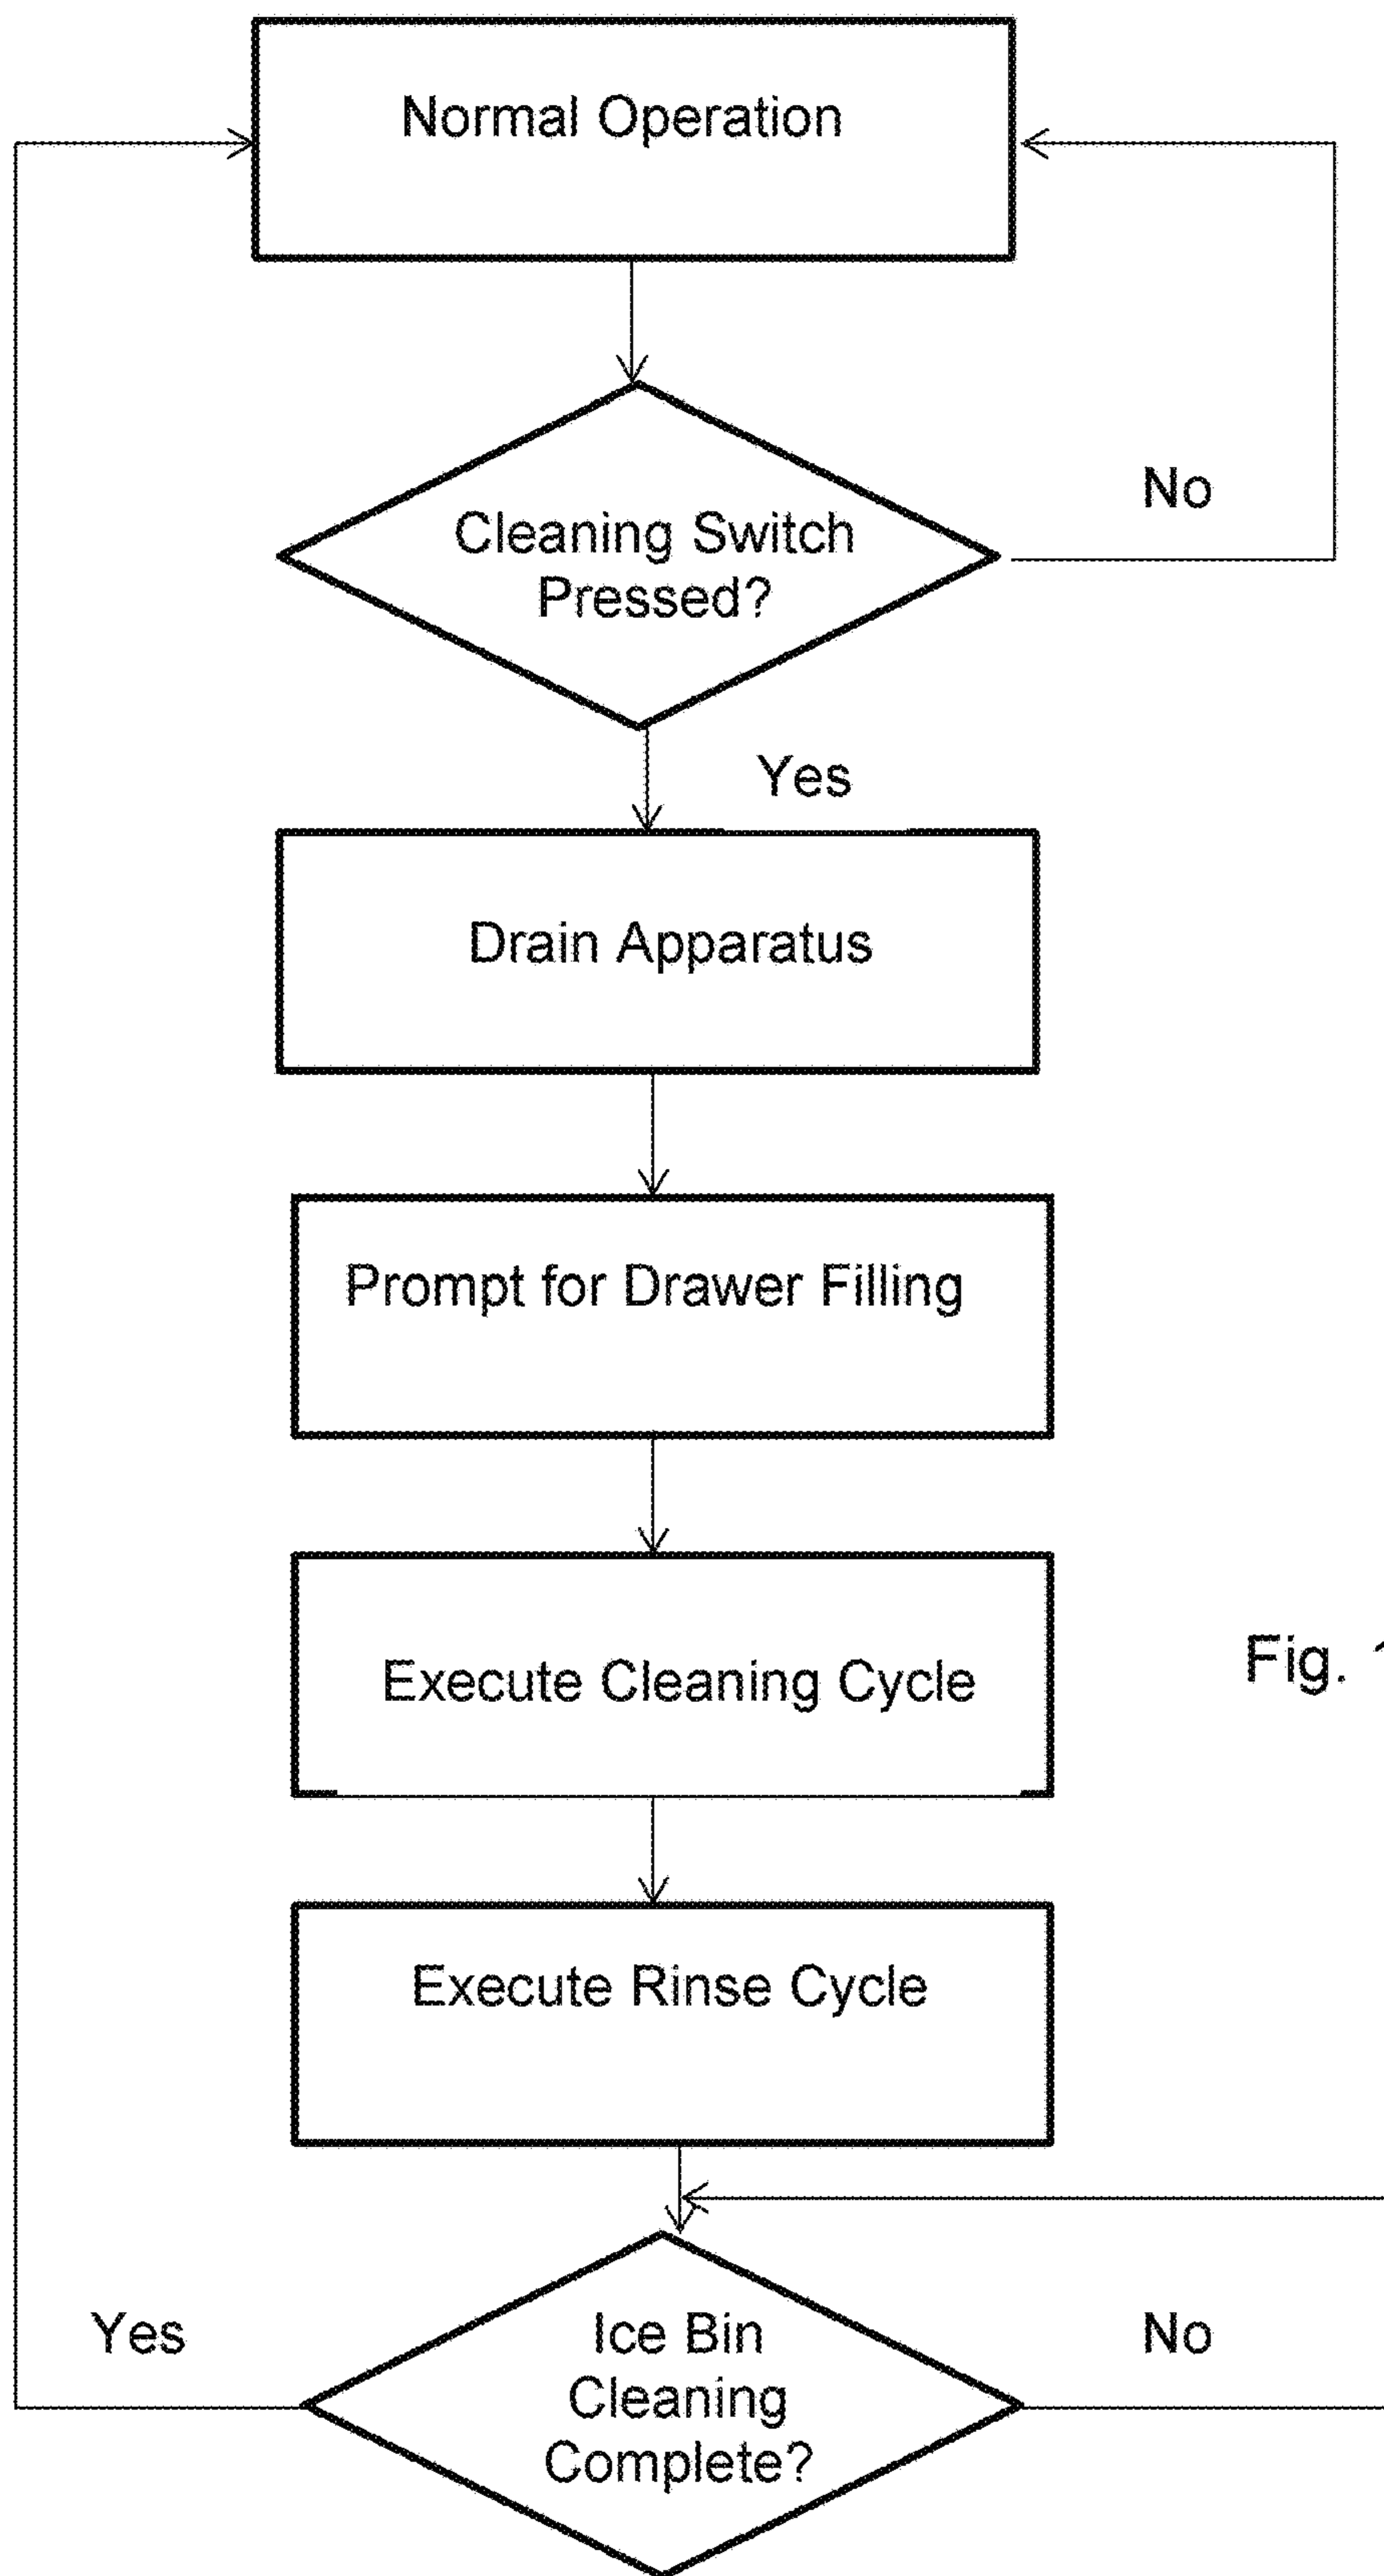 Normal Operation
No
Cleaning Switch
Pressed?
Yes
Drain Apparatus
Prompt for Drawer Filling
Execute Cleaning Cycle
Fig.
Execute Rinse Cycle
Yes
Ice Bin
No
Cleaning
Complete?